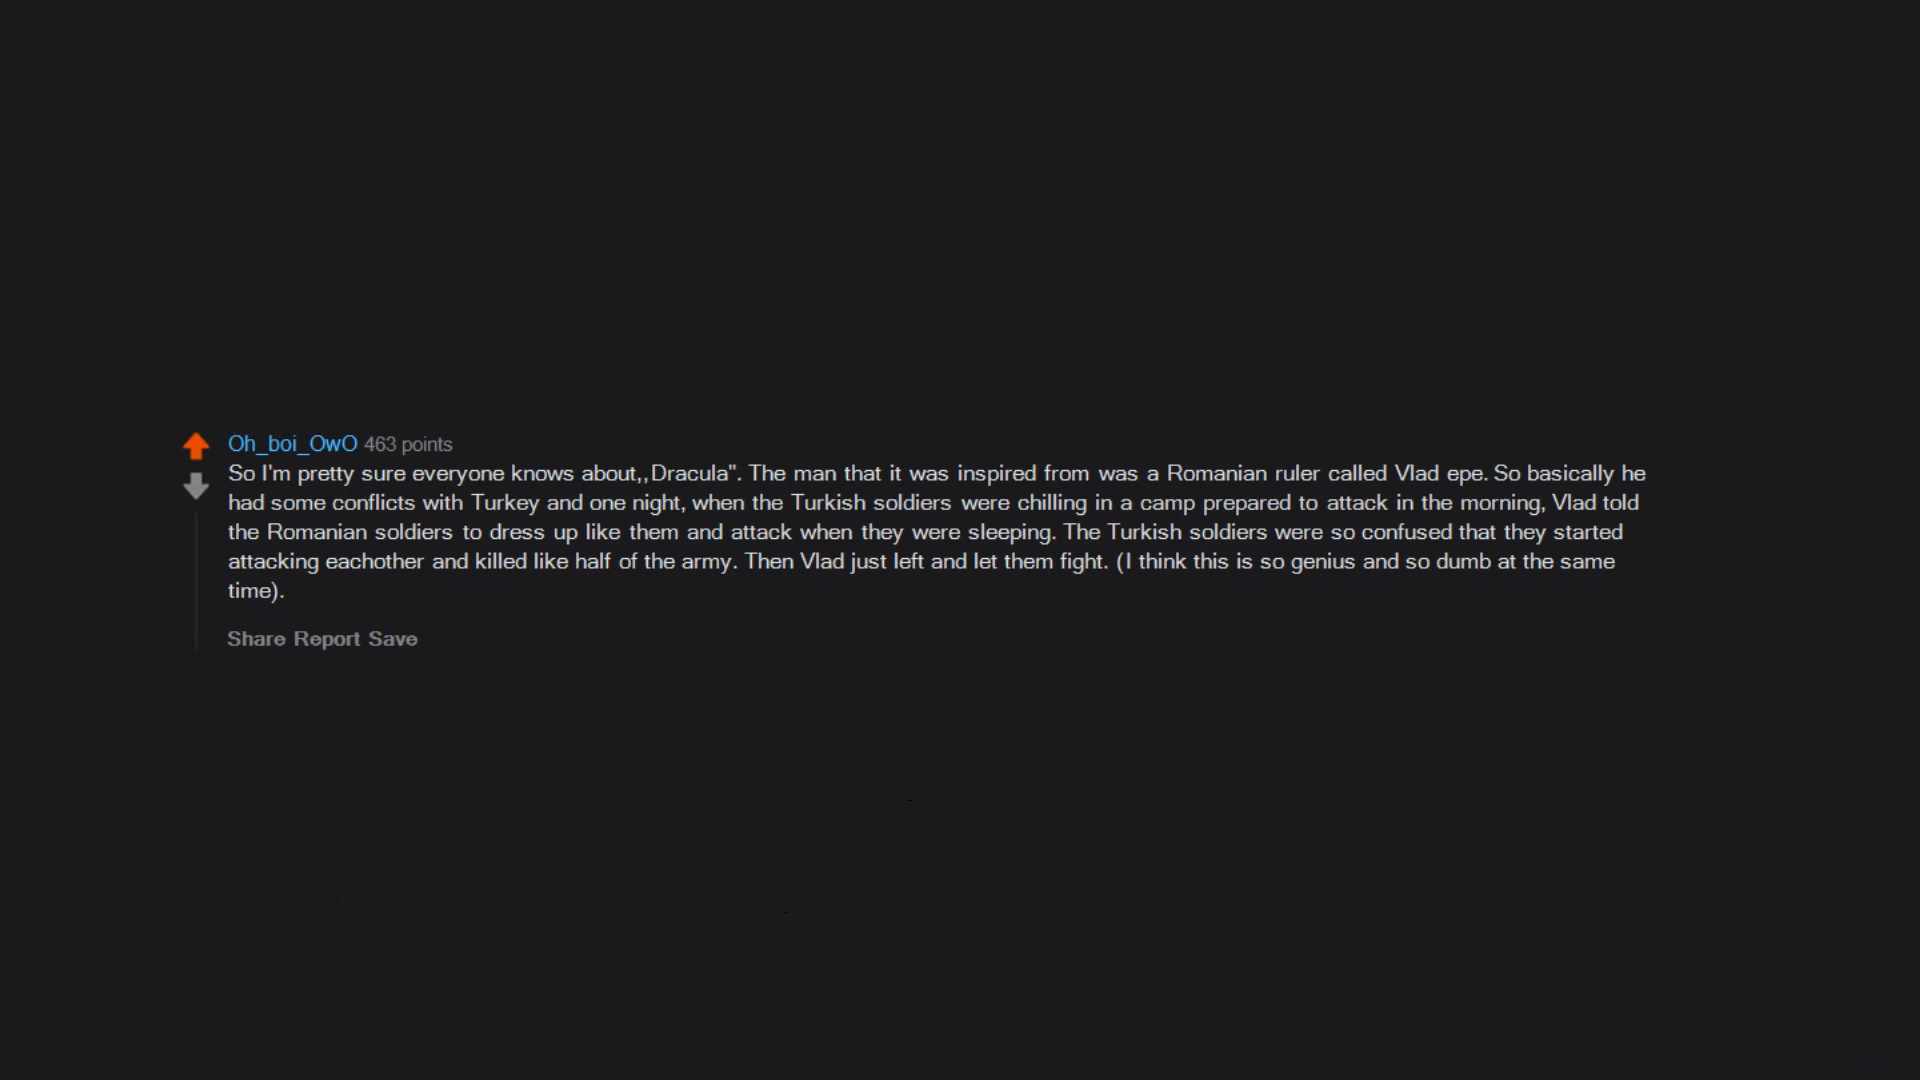 Oh_boi_OwO 463 points
So I'm pretty sure everyone knows about,,Dracula". The man that it was inspired from was a Romanian ruler called Vlad epe. So basically he
had some conflicts with Turkey and one night, when the Turkish soldiers were chilling in a camp prepared to attack in the morning, Vlad told
the Romanian soldiers to dress up like them and attack when they were sleeping. The Turkish soldiers were so confused that they started
attacking eachother and killed like half of the army. Then Vlad just left and let them fight. (I think this is so genius and so dumb at the same
time).
Share Report Save